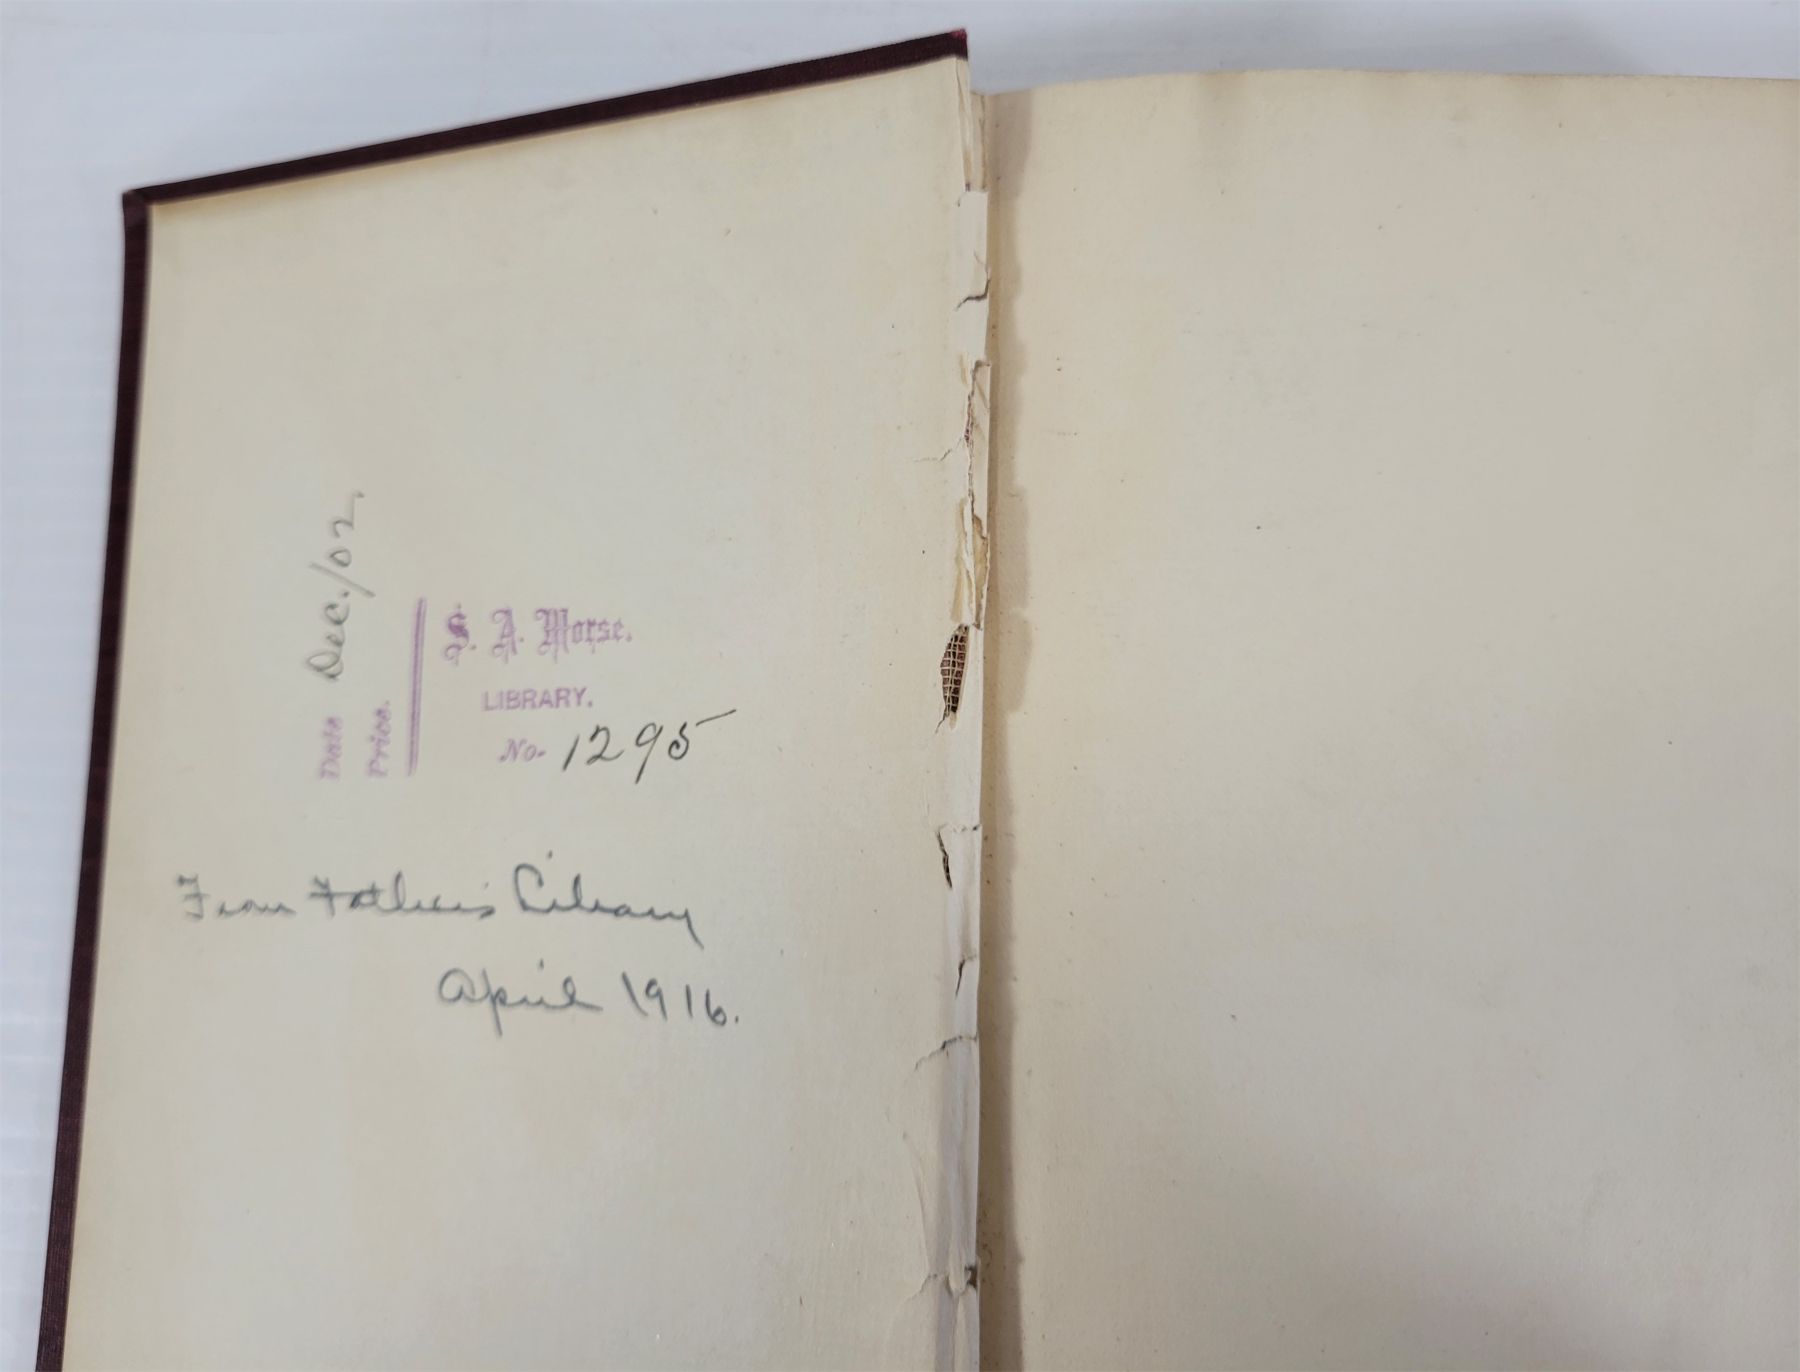 Date Dec./02
Price.
S. A. Morse.
LIBRARY.
No. 1295
From Father's Library
April 1916.